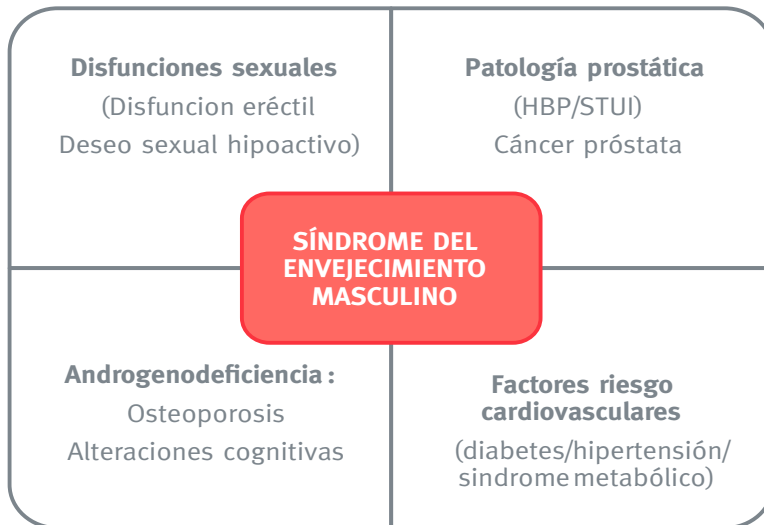 Disfunciones sexuales
(Disfuncion eréctil
Deseo sexual hipoactivo)
Patología prostática
(HBP/STUI)
Cáncer próstata
SÍNDROME DEL
ENVEJECIMIENTO
MASCULINO
Androgenodeficiencia:
Osteoporosis
Alteraciones cognitivas
Factores riesgo
cardiovasculares
(diabetes/hipertensión/
sindrome metabólico)